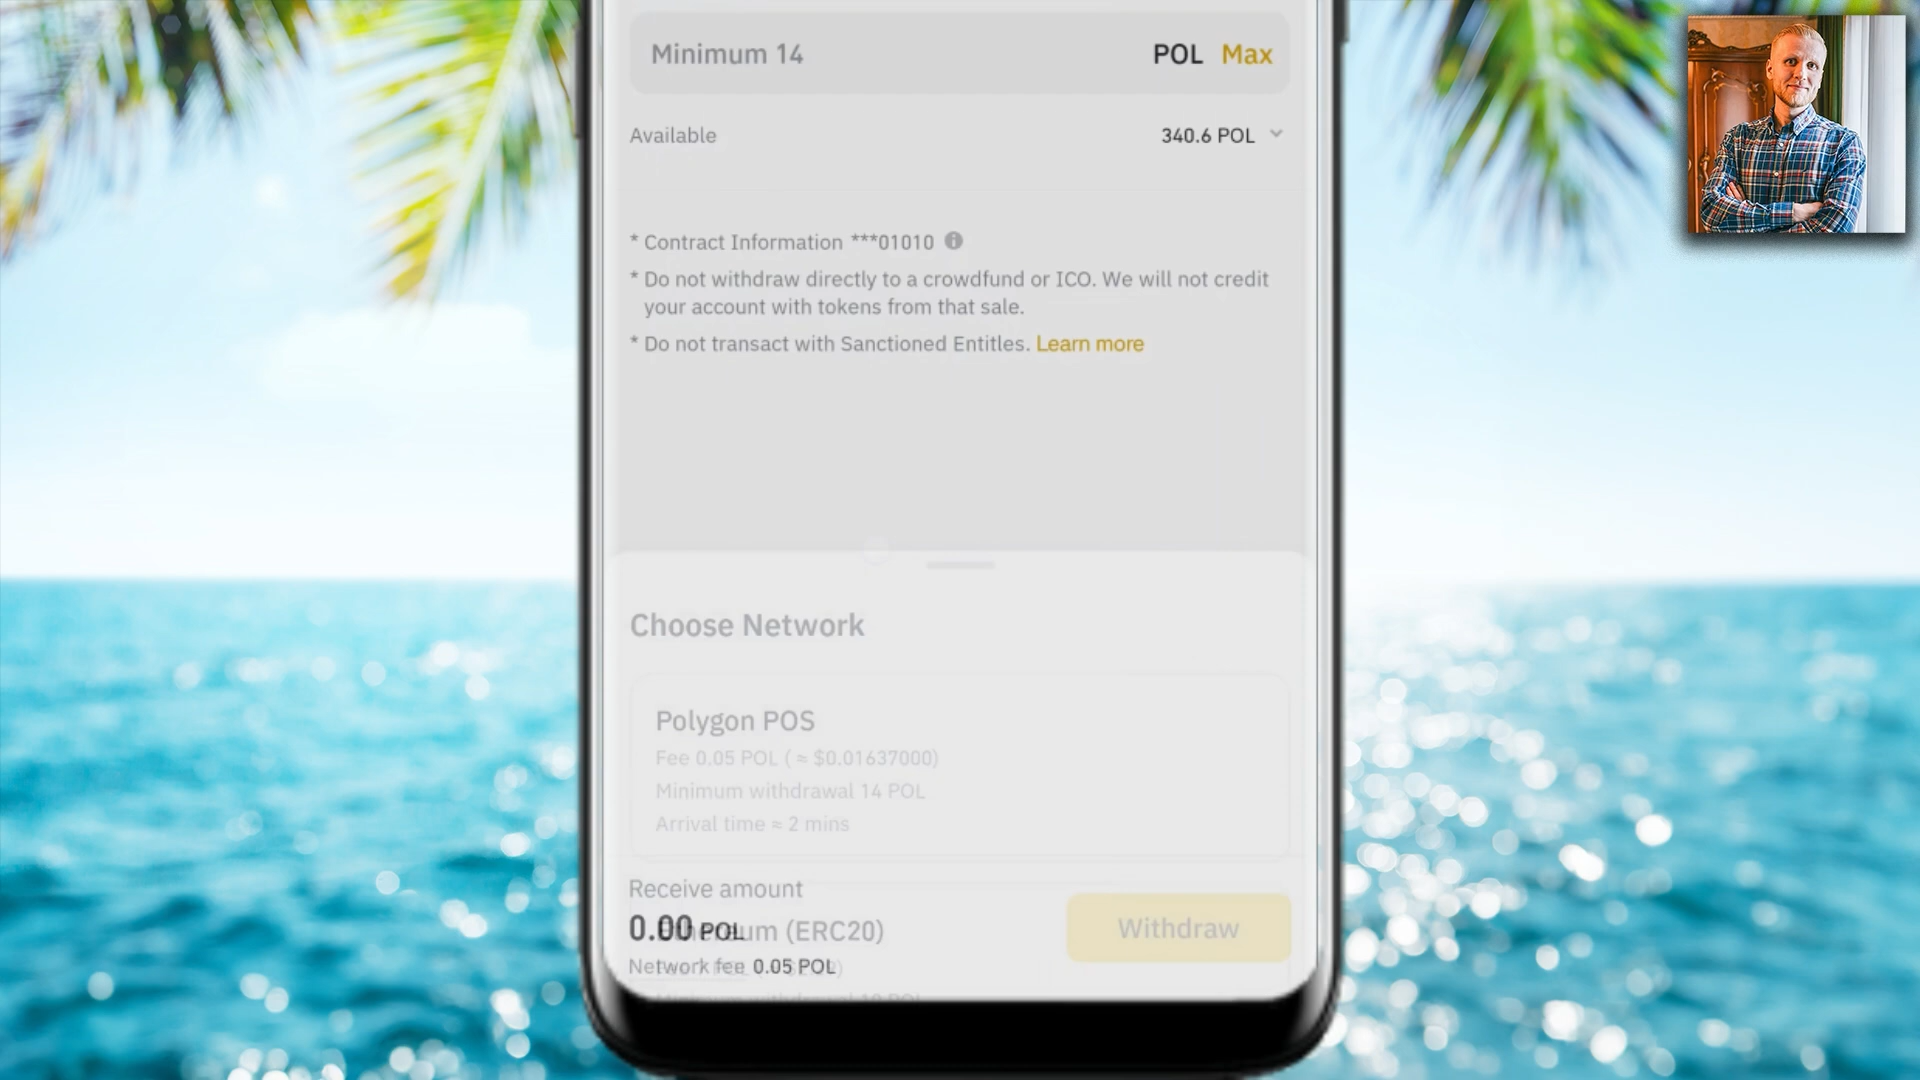 Minimum 14 POL Max
Available 340.6 POL
* Contract Information ***01010
* Do not withdraw directly to a crowdfund or ICO. We will not credit
your account with tokens from that sale.
* Do not transact with Sanctioned Entitles. Learn more
Choose Network
Polygon POS
Fee 0.05 POL ( ≈ $0.01637000)
Minimum withdrawal 14 POL
Arrival time ≈ 2 mins
Receive amount
0.00 POL
(ERC20)
Withdraw
Network fee 0.05 POL